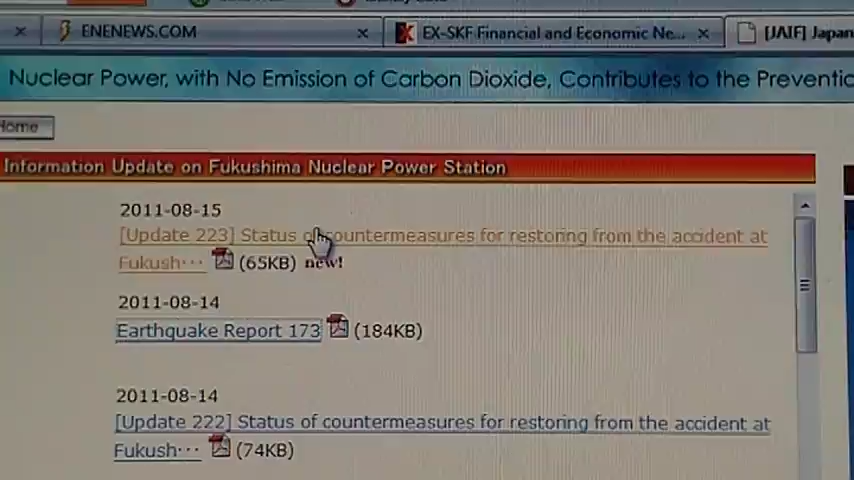 ENENEWS.COM
EX-SKF Financial and Economic Ne...
[JAIF] Japan
Nuclear Power, with No Emission of Carbon Dioxide, Contributes to the Preventio
Home
Information Update on Fukushima Nuclear Power Station
2011-08-15
[Update 223] Status of countermeasures for restoring from the accident at
Fukush··· (65KB) new!
2011-08-14
Earthquake Report 173 (184KB)
2011-08-14
[Update 222] Status of countermeasures for restoring from the accident at
Fukush··· (74KB)